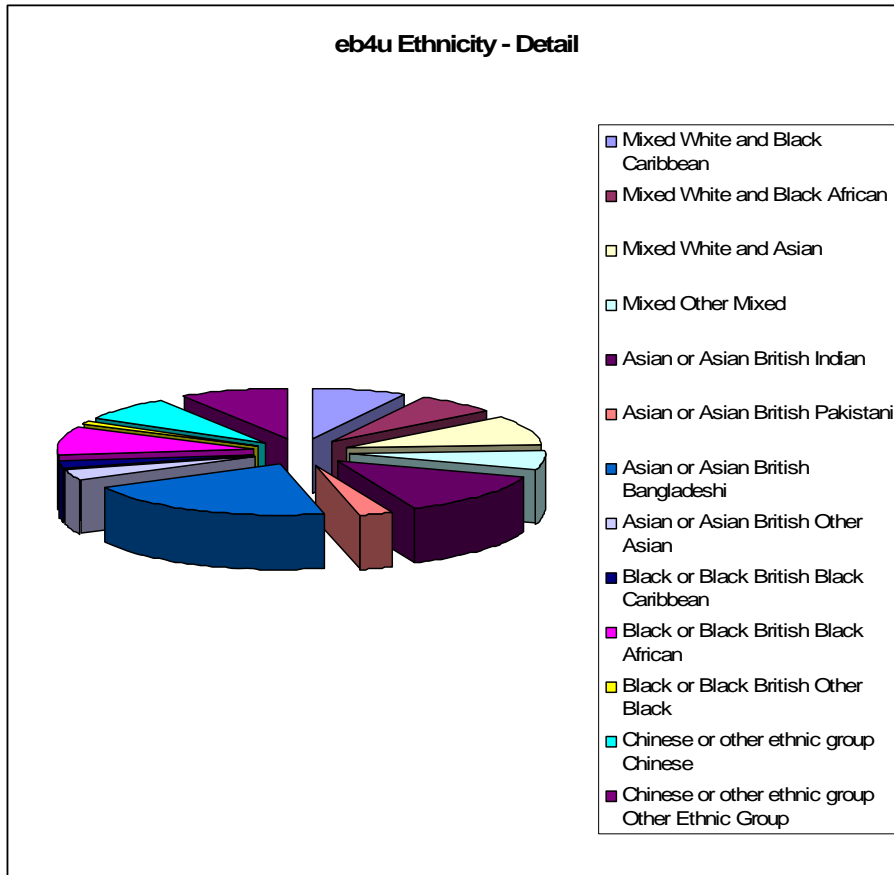 eb4u Ethnicity - Detail
Mixed White and Black
Caribbean
Mixed White and Black African
Mixed White and Asian
Mixed Other Mixed
Asian or Asian British Indian
Asian or Asian British Pakistani
Asian or Asian British
Bangladeshi
Asian or Asian British Other
Asian
Black or Black British Black
Caribbean
Black or Black British Black
African
Black or Black British Other
Black
Chinese or other ethnic group
Chinese
Chinese or other ethnic group
Other Ethnic Group